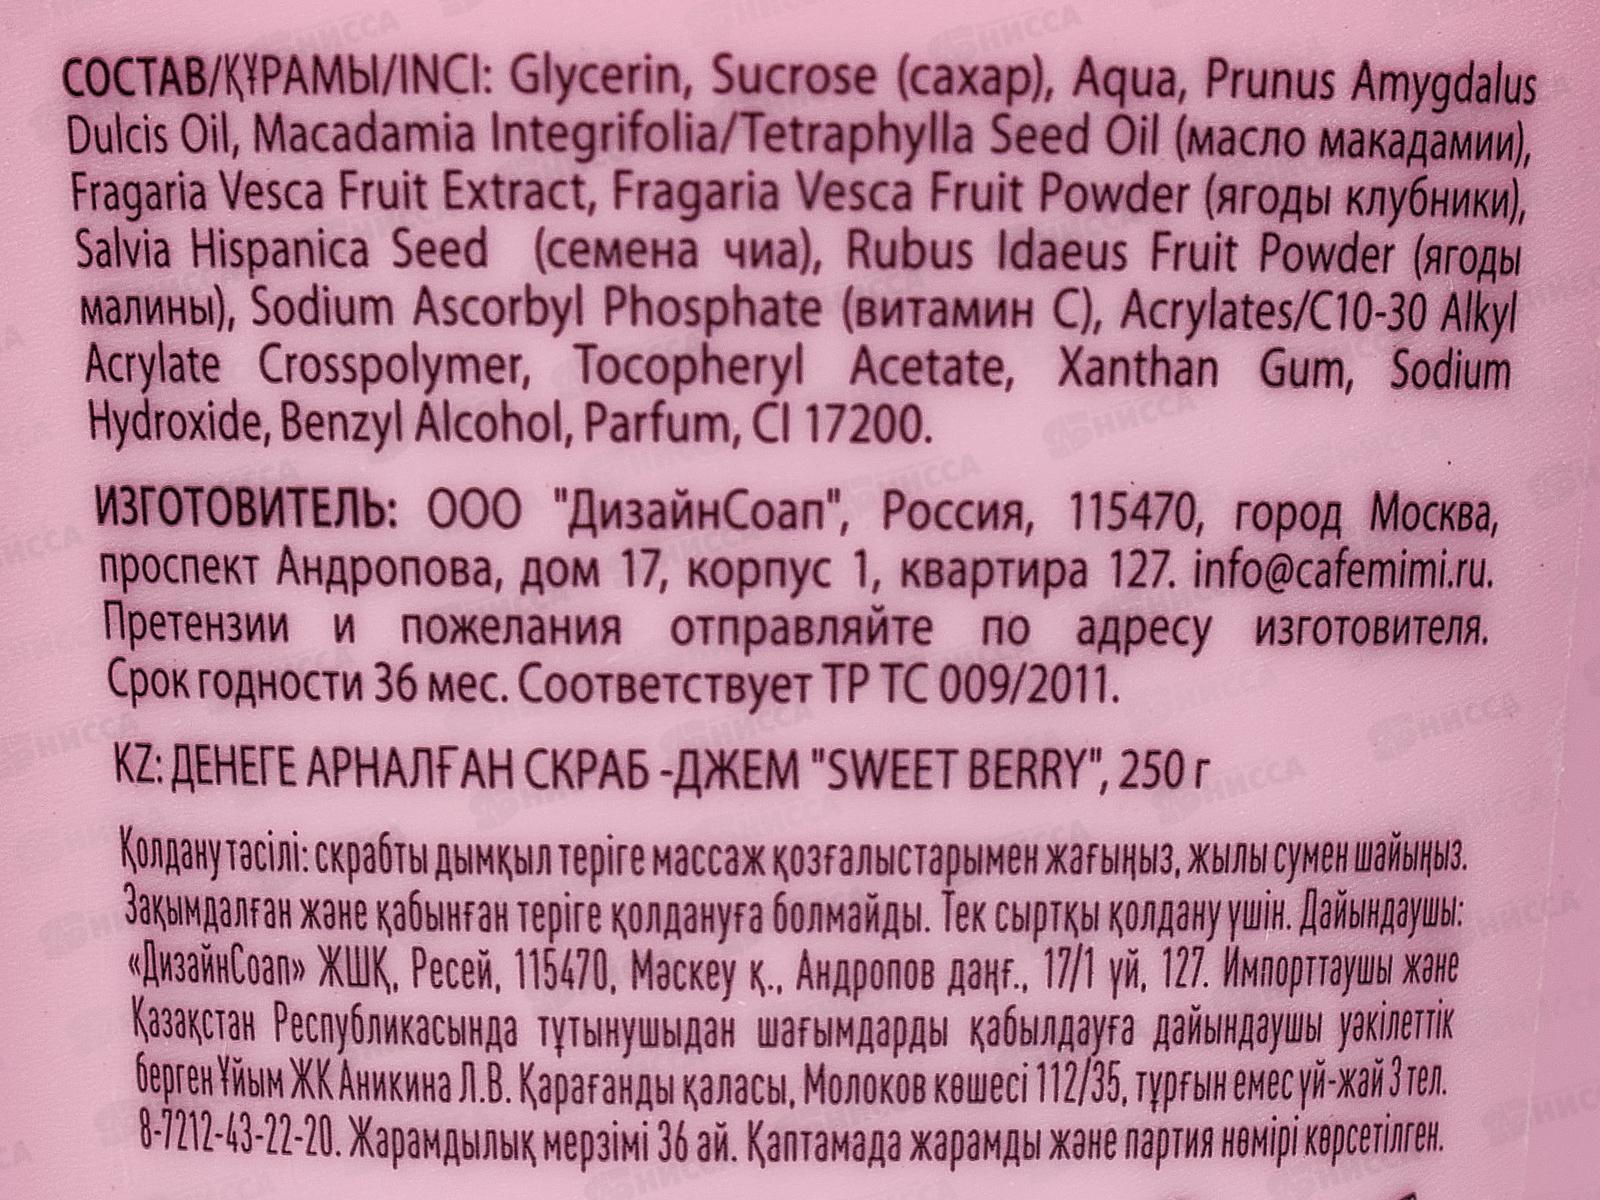 СОСТАВ/ҚҰРАМЫ/INCI: Glycerin, Sucrose (сахар), Aqua, Prunus Amygdalus
Dulcis Oil, Macadamia Integrifolia/Tetraphylla Seed Oil (масло макадамии),
Fragaria Vesca Fruit Extract, Fragaria Vesca Fruit Powder (ягоды клубники),
Salvia Hispanica Seed (семена чиа), Rubus Idaeus Fruit Powder (ягоды
малины), Sodium Ascorbyl Phosphate (витамин С), Acrylates/C10-30 Alkyl
Acrylate Crosspolymer, Tocopheryl Acetate, Xanthan Gum, Sodium
Hydroxide, Benzyl Alcohol, Parfum, CI 17200.
ИЗГОТОВИТЕЛЬ: ООО "ДизайнСоап", Россия, 115470, город Москва,
проспект Андропова, дом 17, корпус 1, квартира 127. info@cafemimi.ru.
Претензии и пожелания отправляйте по адресу изготовителя.
Срок годности 36 мес. Соответствует ТР ТС 009/2011.
KZ: ДЕНЕГЕ АРНАЛҒАН СКРАБ -ДЖЕМ "SWEET BERRY", 250 г
Қолдану тәсілі: скрабты дымқыл теріге массаж қозғалыстарымен жағыңыз, жылы сумен шайыңыз.
Зақымдалған және қабынған теріге қолдануға болмайды. Тек сыртқы қолдану үшін. Дайындаушы:
«ДизайнСоап» ЖШҚ, Ресей, 115470, Мәскеу қ., Андропов даңғ., 17/1 үй, 127. Импорттаушы және
Қазақстан Республикасында тұтынушыдан шағымдарды қабылдауға дайындаушы уәкілеттік
берген Ұйым ЖК Аникина Л.В. Қарағанды қаласы, Молоков көшесі 112/35, тұрғын емес үй-жай 3 тел.
8-7212-43-22-20. Жарамдылық мерзімі 36 ай. Қаптамада жарамды және партия нөмірі көрсетілген.